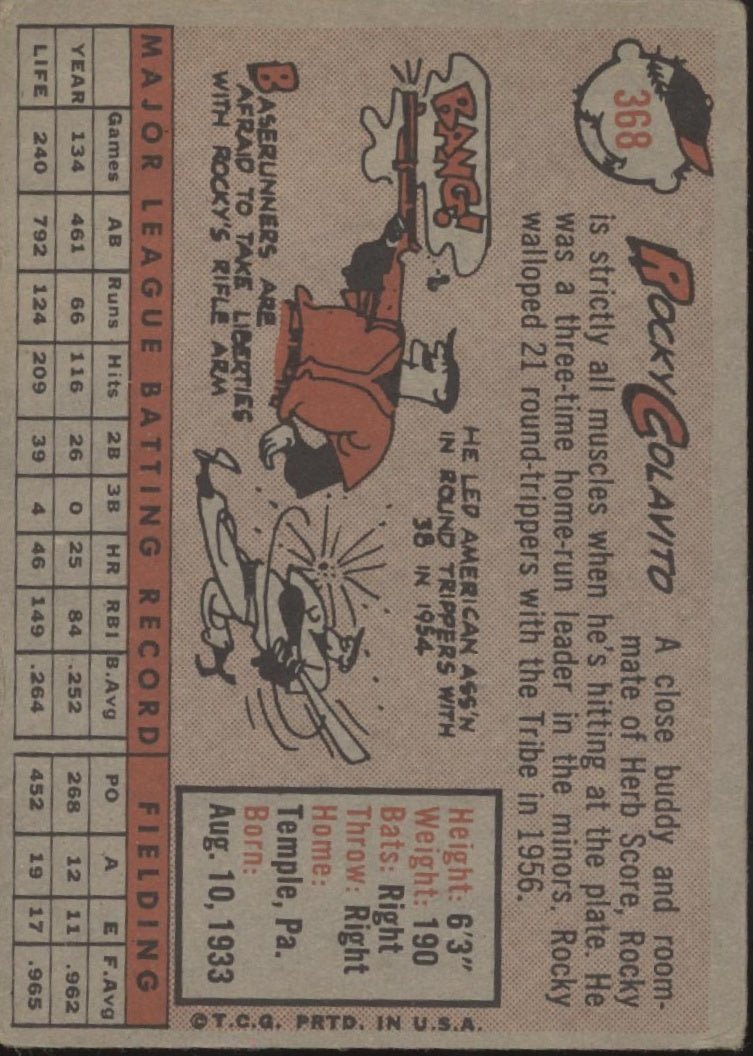 368
ROCKY COLAVITO
A close buddy and room-
mate of Herb Score, Rocky
is strictly all muscles when he's hitting at the plate. He
was a three-time home-run leader in the minors. Rocky
walloped 21 round-trippers with the Tribe in 1956.
BANG!
BASERUNNERS ARE
AFRAID TO TAKE LIBERTIES
WITH ROCKY'S RIFLE ARM
HE LED AMERICAN ASS'N
IN ROUND TRIPPERS WITH
38 IN 1954
Height: 6'3"
Weight: 190
Bats: Right
Throw: Right
Home:
Temple, Pa.
Born:
Aug. 10, 1933
©T.C.G. PRTD. IN U.S.A.
MAJOR LEAGUE BATTING RECORD FIELDING
Games AB Runs Hits 2B 3B HR RBI B.Avg PO A E F.Avg
YEAR 134 461 66 116 26 0 25 84 .252 268 12 11 .962
LIFE 240 792 124 209 39 4 46 149 .264 452 19 17 .965